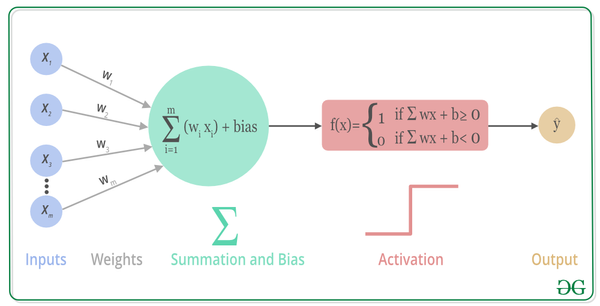 X₁
X₂
X₃
Xₘ
w₁
w₂
w₃
wₘ
m
∑ (wᵢ xᵢ) + bias
i=1
f(x)= { 1 if ∑ wx + b ≥ 0
0 if ∑ wx + b < 0
ŷ
∑
Inputs Weights Summation and Bias Activation Output